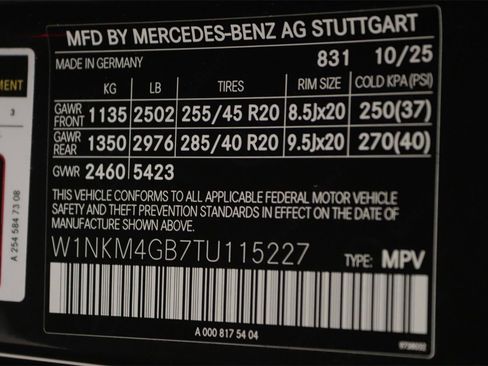 MFD BY MERCEDES-BENZ AG STUTTGART
MADE IN GERMANY 831 10/25
KG LB TIRES RIM SIZE COLD KPA(PSI)
GAWR FRONT 1135 2502 255/45 R20 8.5Jx20 250(37)
GAWR REAR 1350 2976 285/40 R20 9.5Jx20 270(40)
GVWR 2460 5423
THIS VEHICLE CONFORMS TO ALL APPLICABLE FEDERAL MOTOR VEHICLE
SAFETY AND THEFT PREVENTION STANDARDS IN EFFECT ON THE DATE OF
MANUFACTURE SHOWN ABOVE.
W1NKM4GB7TU115227 TYPE: MPV
A 000 817 54 04
MENT
3
A 254 584 73 08